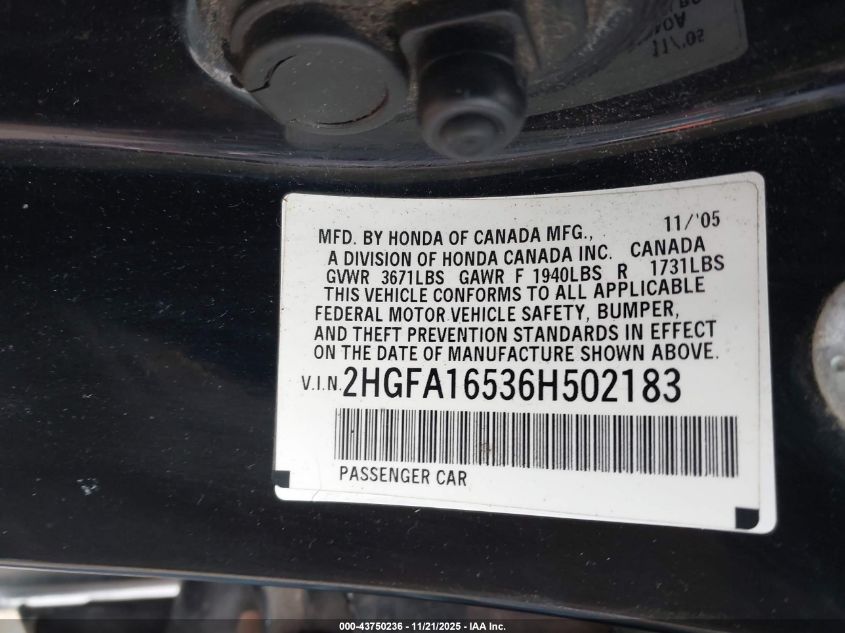 11/'05
MFD. BY HONDA OF CANADA MFG., 11/'05
A DIVISION OF HONDA CANADA INC. CANADA
GVWR 3671LBS GAWR F 1940LBS R 1731LBS
THIS VEHICLE CONFORMS TO ALL APPLICABLE
FEDERAL MOTOR VEHICLE SAFETY, BUMPER,
AND THEFT PREVENTION STANDARDS IN EFFECT
ON THE DATE OF MANUFACTURE SHOWN ABOVE.
V.I.N. 2HGFA16536H502183
PASSENGER CAR
000-43750236 - 11/21/2025 - IAA Inc.